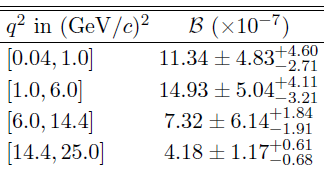 q² in (GeV/c)² B (×10⁻⁷)
[0.04, 1.0] 11.34 ± 4.83⁺⁴·⁶⁰₋₂.₇₁
[1.0, 6.0] 14.93 ± 5.04⁺⁴·¹¹₋₃.₂₁
[6.0, 14.4] 7.32 ± 6.14⁺¹·⁸⁴₋₁.₉₁
[14.4, 25.0] 4.18 ± 1.17⁺⁰·⁶¹₋₀.₆₈